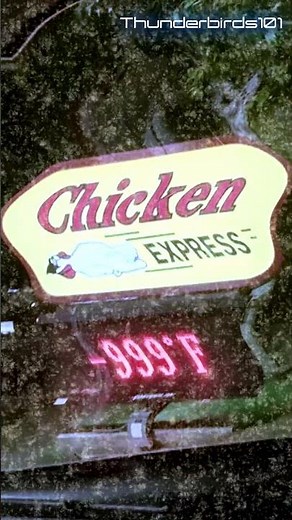 Thunderbirds101
Chicken
EXPRESS
-999°F